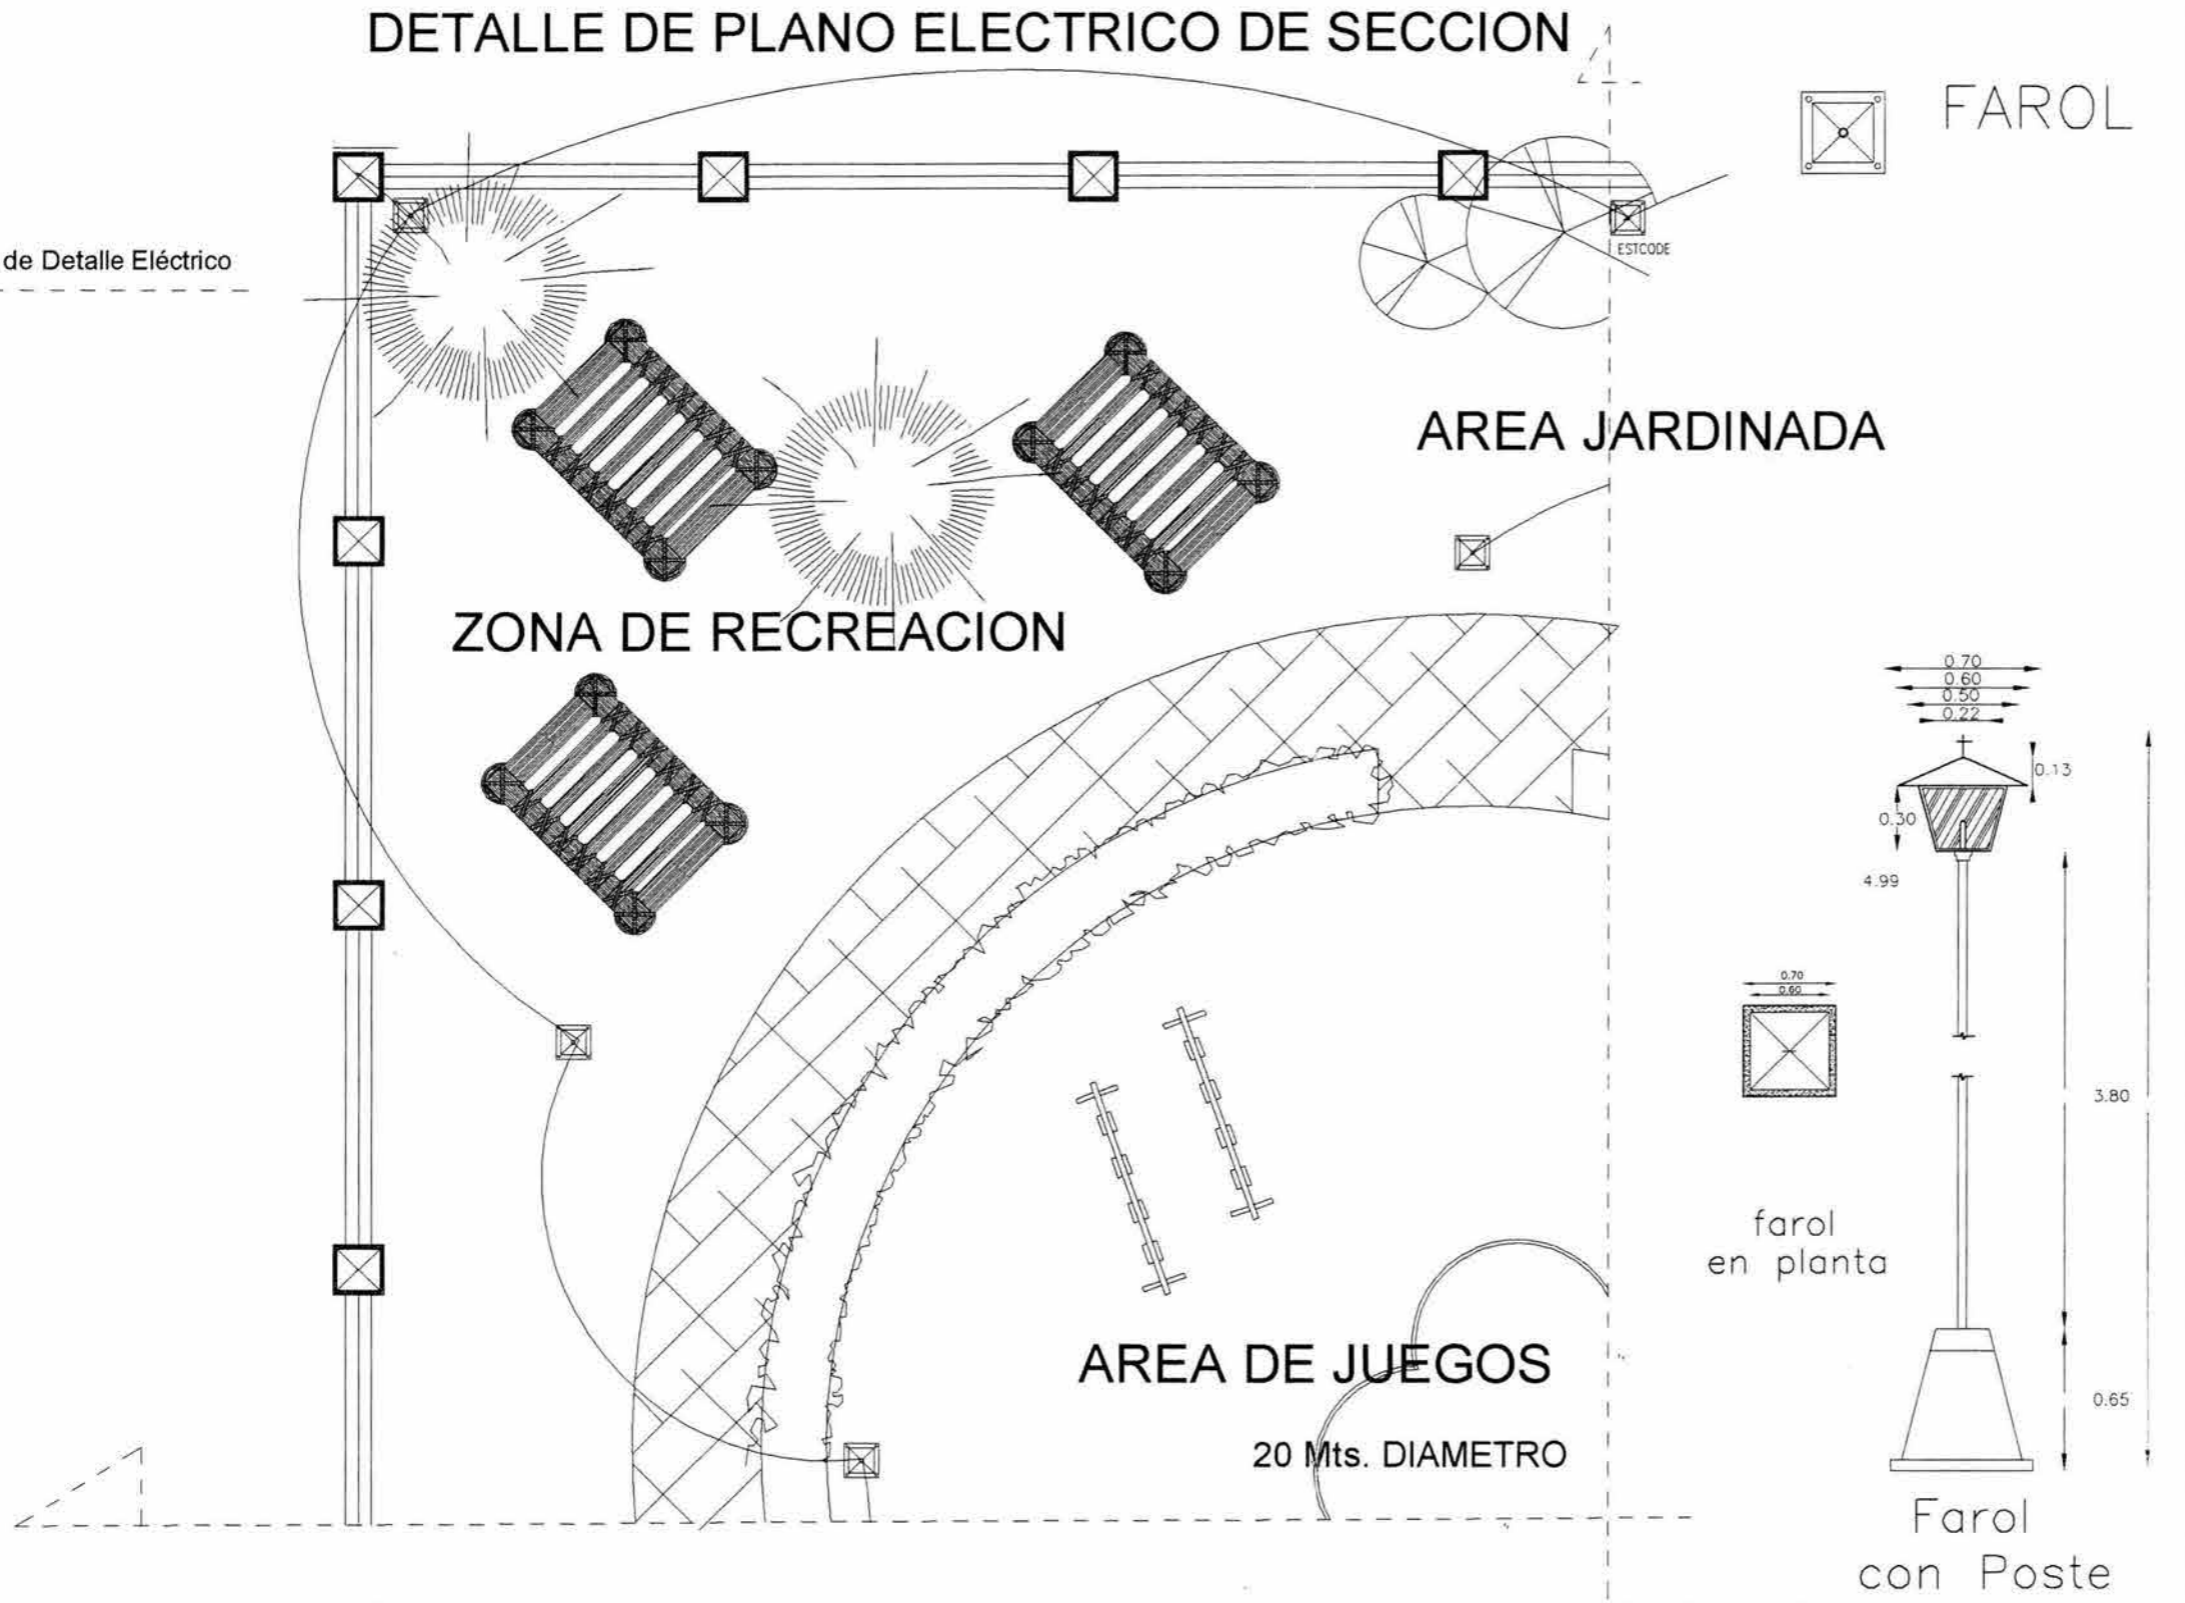 DETALLE DE PLANO ELECTRICO DE SECCION
FAROL
de Detalle Eléctrico
ESTCODE
AREA JARDINADA
ZONA DE RECREACION
0.70
0.60
0.50
0.22
0.13
0.30
4.99
0.70
0.60
3.80
farol
en planta
AREA DE JUEGOS
0.65
20 Mts. DIAMETRO
Farol
con Poste